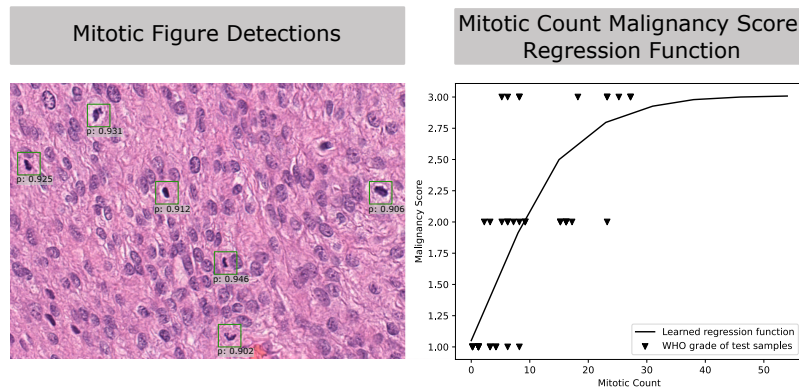 Mitotic Figure Detections
p: 0.931
p: 0.925
p: 0.912
p: 0.906
p: 0.946
p: 0.902
Mitotic Count Malignancy Score
Regression Function
3.00
2.75
2.50
2.25
2.00
1.75
1.50
1.25
1.00
Malignancy Score
Learned regression function
WHO grade of test samples
0
10
20
30
40
50
Mitotic Count